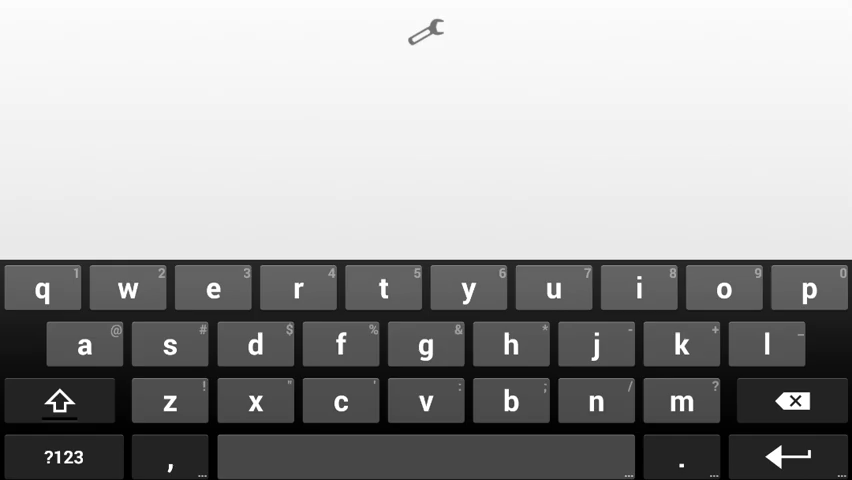 q 1 w 2 e 3 r 4 t 5 y 6 u 7 i 8 o 9 p 0
a @ s # d $ f % g & h * j - k + l _
z ! x " c ' v : b ; n / m ?
?123 , ... ... . ... ...